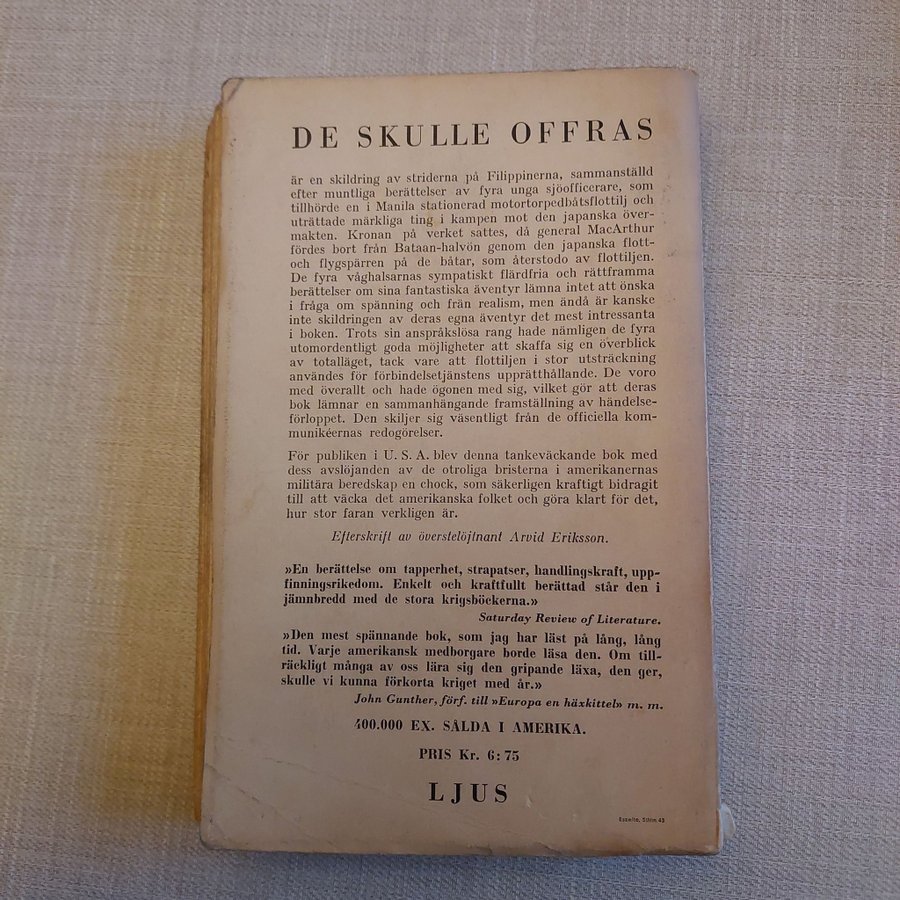 DE SKULLE OFFRAS
är en skildring av striderna på Filippinerna, sammanställd
efter muntliga berättelser av fyra unga sjöofficerare, som
tillhörde en i Manila stationerad motortorpedbåtsflottilj och
uträttade märkliga ting i kampen mot den japanska över-
makten. Kronan på verket sattes, då general MacArthur
fördes bort från Bataan-halvön genom den japanska flott-
och flygspärren på de båtar, som återstodo av flottiljen.
De fyra våghalsarnas sympatiskt flärdfria och rättframma
berättelser om sina fantastiska äventyr lämna intet att önska
i fråga om spänning och frän realism, men ändå är kanske
inte skildringen av deras egna äventyr det mest intressanta
i boken. Trots sin anspråkslösa rang hade nämligen de fyra
utomordentligt goda möjligheter att skaffa sig en överblick
av totalläget, tack vare att flottiljen i stor utsträckning
användes för förbindelsetjänstens upprätthållande. De voro
med överallt och hade ögonen med sig, vilket gör att deras
bok lämnar en sammanhängande framställning av händelse-
förloppet. Den skiljer sig väsentligt från de officiella kom-
munikéernas redogörelser.
För publiken i U. S. A. blev denna tankeväckande bok med
dess avslöjanden av de otroliga bristerna i amerikanernas
militära beredskap en chock, som säkerligen kraftigt bidragit
till att väcka det amerikanska folket och göra klart för det,
hur stor faran verkligen är.
Efterskrift av överstelöjtnant Arvid Eriksson.
»En berättelse om tapperhet, strapatser, handlingskraft, upp-
finningsrikedom. Enkelt och kraftfullt berättad står den i
jämnbredd med de stora krigsböckerna.»
Saturday Review of Literature.
»Den mest spännande bok, som jag har läst på lång, lång
tid. Varje amerikansk medborgare borde läsa den. Om till-
räckligt många av oss lära sig den gripande läxa, den ger,
skulle vi kunna förkorta kriget med år.»
John Gunther, förf. till »Europa en häxkittel» m. m.
400.000 EX. SÅLDA I AMERIKA.
PRIS Kr. 6: 75
LJUS
Esselte, Sthlm 43